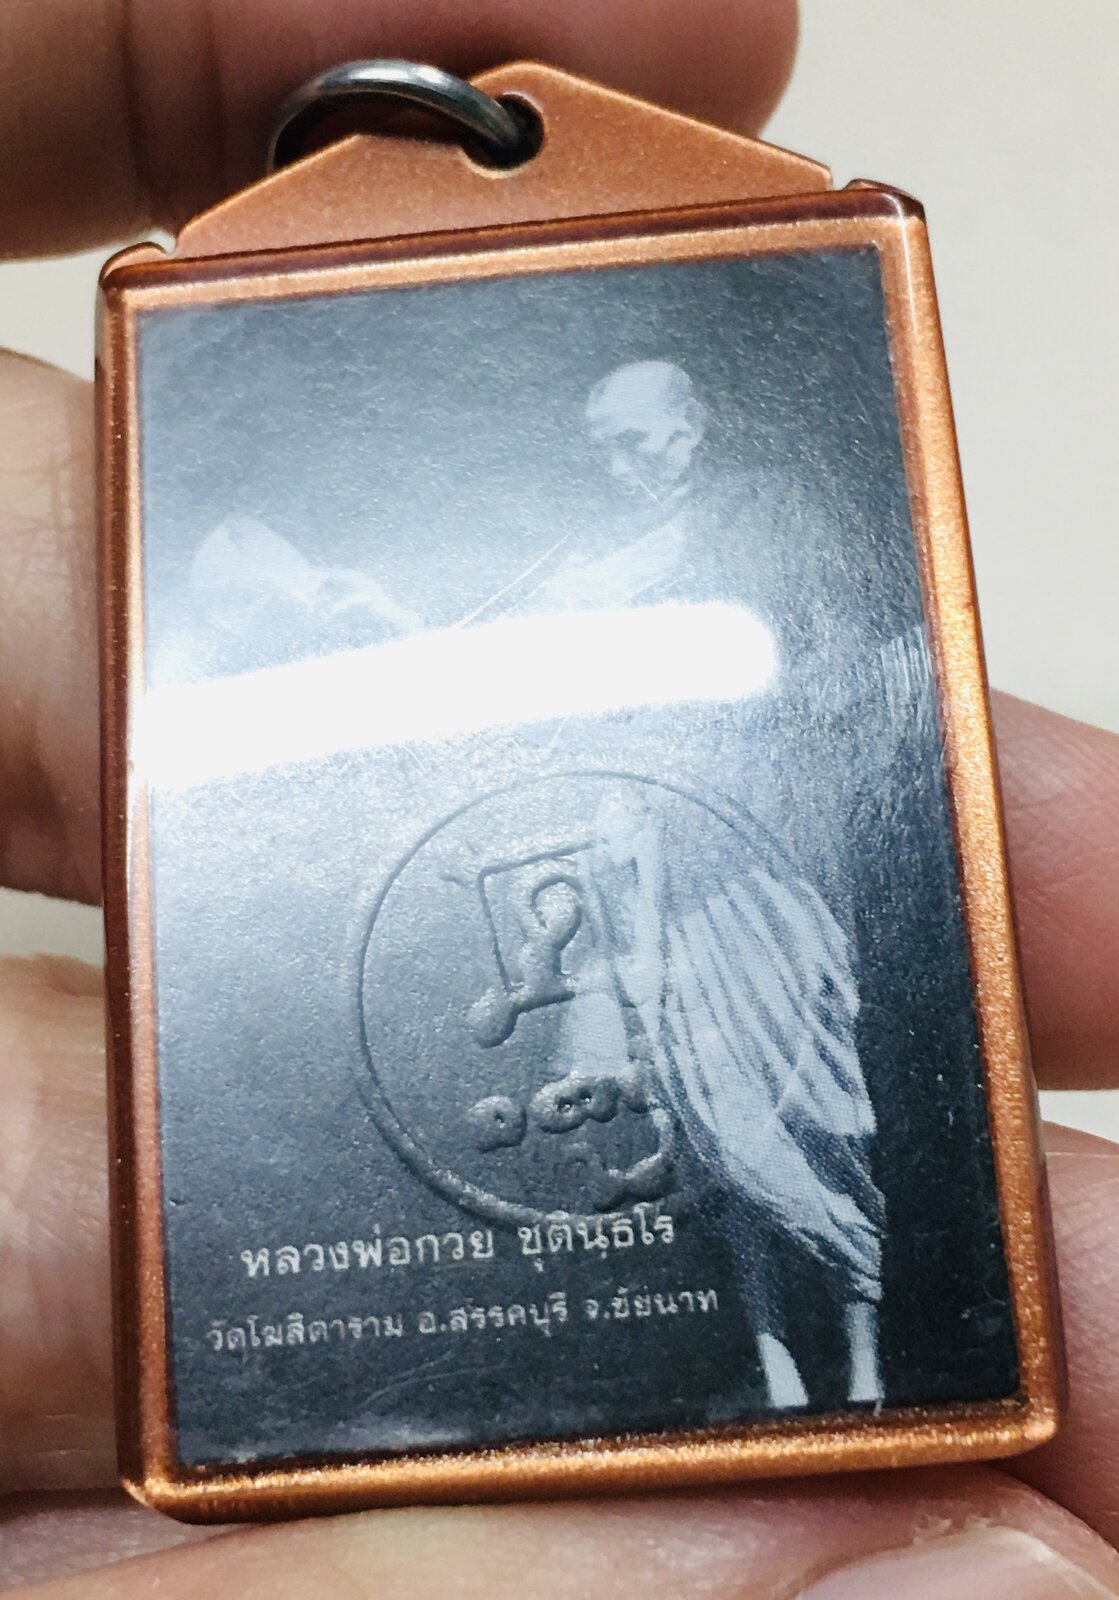 หลวงพ่อกวย ชุตินฺธโร
วัดโฆสิตาราม อ.สรรคบุรี จ.ชัยนาท